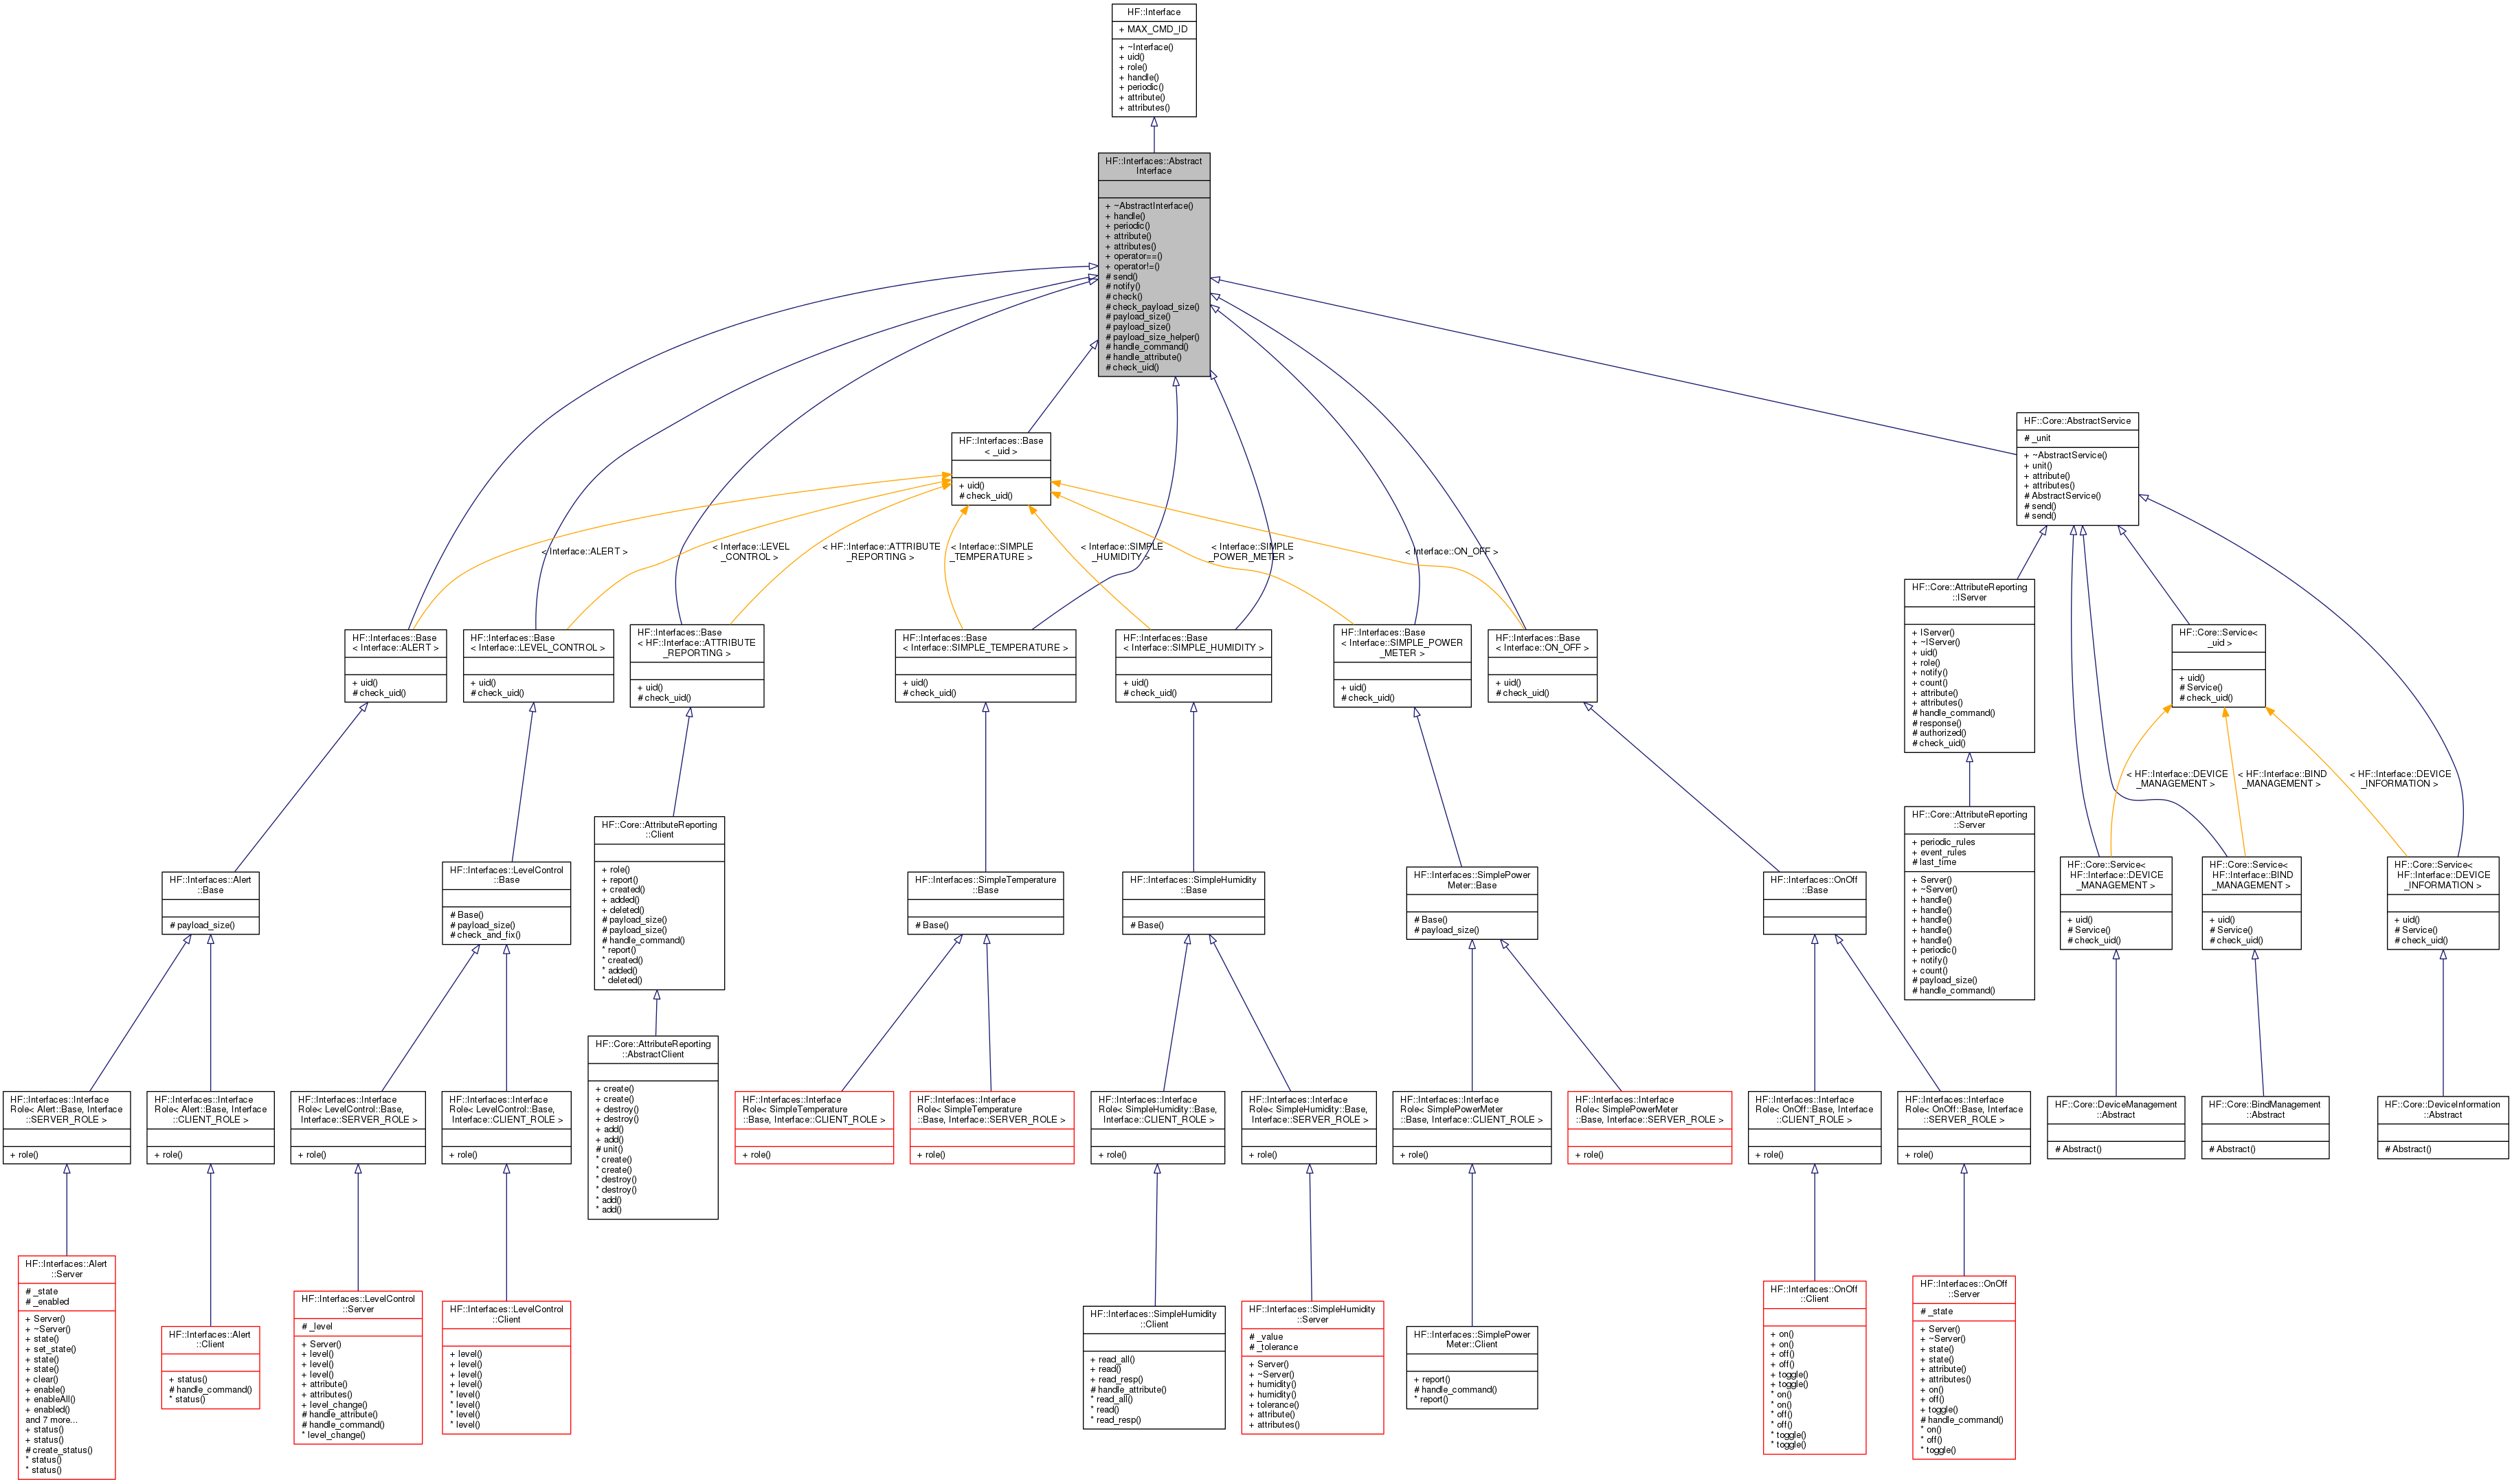 HF::Interface
+ MAX_CMD_ID
+ ~Interface()
+ uid()
+ role()
+ handle()
+ periodic()
+ attribute()
+ attributes()
HF::Interfaces::Abstract
Interface
+ ~AbstractInterface()
+ handle()
+ periodic()
+ attribute()
+ attributes()
+ operator==()
+ operator!=()
# send()
# notify()
# check()
# check_payload_size()
# payload_size()
# payload_size()
# payload_size_helper()
# handle_command()
# handle_attribute()
# check_uid()
HF::Interfaces::Base
< _uid >
+ uid()
# check_uid()
HF::Core::AbstractService
# _unit
+ ~AbstractService()
+ unit()
+ attribute()
+ attributes()
# AbstractService()
# send()
# send()
< Interface::ALERT >
< Interface::LEVEL
_CONTROL >
< HF::Interface::ATTRIBUTE
_REPORTING >
< Interface::SIMPLE
_TEMPERATURE >
< Interface::SIMPLE
_HUMIDITY >
< Interface::SIMPLE
_POWER_METER >
< Interface::ON_OFF >
HF::Interfaces::Base
< Interface::ALERT >
+ uid()
# check_uid()
HF::Interfaces::Base
< Interface::LEVEL_CONTROL >
+ uid()
# check_uid()
HF::Interfaces::Base
< HF::Interface::ATTRIBUTE
_REPORTING >
+ uid()
# check_uid()
HF::Interfaces::Base
< Interface::SIMPLE_TEMPERATURE >
+ uid()
# check_uid()
HF::Interfaces::Base
< Interface::SIMPLE_HUMIDITY >
+ uid()
# check_uid()
HF::Interfaces::Base
< Interface::SIMPLE_POWER
_METER >
+ uid()
# check_uid()
HF::Interfaces::Base
< Interface::ON_OFF >
+ uid()
# check_uid()
HF::Core::AttributeReporting
::IServer
+ IServer()
+ ~IServer()
+ uid()
+ role()
+ notify()
+ count()
+ attribute()
+ attributes()
# handle_command()
# response()
# authorized()
# check_uid()
HF::Core::Service<
_uid >
+ uid()
# Service()
# check_uid()
< HF::Interface::DEVICE
_MANAGEMENT >
< HF::Interface::BIND
_MANAGEMENT >
< HF::Interface::DEVICE
_INFORMATION >
HF::Interfaces::Alert
::Base
# payload_size()
HF::Interfaces::LevelControl
::Base
# Base()
# payload_size()
# check_and_fix()
HF::Core::AttributeReporting
::Client
+ role()
+ report()
+ created()
+ added()
+ deleted()
# payload_size()
# payload_size()
# handle_command()
* report()
* created()
* added()
* deleted()
HF::Interfaces::SimpleTemperature
::Base
# Base()
HF::Interfaces::SimpleHumidity
::Base
# Base()
HF::Interfaces::SimplePower
Meter::Base
# Base()
# payload_size()
HF::Interfaces::OnOff
::Base
HF::Core::AttributeReporting
::Server
+ periodic_rules
+ event_rules
# last_time
+ Server()
+ ~Server()
+ handle()
+ handle()
+ handle()
+ handle()
+ handle()
+ periodic()
+ notify()
+ count()
# payload_size()
# handle_command()
HF::Core::Service<
HF::Interface::DEVICE
_MANAGEMENT >
+ uid()
# Service()
# check_uid()
HF::Core::Service<
HF::Interface::BIND
_MANAGEMENT >
+ uid()
# Service()
# check_uid()
HF::Core::Service<
HF::Interface::DEVICE
_INFORMATION >
+ uid()
# Service()
# check_uid()
HF::Interfaces::Interface
Role< Alert::Base, Interface
::SERVER_ROLE >
+ role()
HF::Interfaces::Interface
Role< Alert::Base, Interface
::CLIENT_ROLE >
+ role()
HF::Interfaces::Interface
Role< LevelControl::Base,
Interface::SERVER_ROLE >
+ role()
HF::Interfaces::Interface
Role< LevelControl::Base,
Interface::CLIENT_ROLE >
+ role()
HF::Core::AttributeReporting
::AbstractClient
+ create()
+ create()
+ destroy()
+ destroy()
+ add()
+ add()
# unit()
* create()
* create()
* destroy()
* destroy()
* add()
* add()
HF::Interfaces::Interface
Role< SimpleTemperature
::Base, Interface::CLIENT_ROLE >
+ role()
HF::Interfaces::Interface
Role< SimpleTemperature
::Base, Interface::SERVER_ROLE >
+ role()
HF::Interfaces::Interface
Role< SimpleHumidity::Base,
Interface::CLIENT_ROLE >
+ role()
HF::Interfaces::Interface
Role< SimpleHumidity::Base,
Interface::SERVER_ROLE >
+ role()
HF::Interfaces::Interface
Role< SimplePowerMeter
::Base, Interface::CLIENT_ROLE >
+ role()
HF::Interfaces::Interface
Role< SimplePowerMeter
::Base, Interface::SERVER_ROLE >
+ role()
HF::Interfaces::Interface
Role< OnOff::Base, Interface
::CLIENT_ROLE >
+ role()
HF::Interfaces::Interface
Role< OnOff::Base, Interface
::SERVER_ROLE >
+ role()
HF::Core::DeviceManagement
::Abstract
# Abstract()
HF::Core::BindManagement
::Abstract
# Abstract()
HF::Core::DeviceInformation
::Abstract
# Abstract()
HF::Interfaces::Alert
::Server
# _state
# _enabled
+ Server()
+ ~Server()
+ state()
+ set_state()
+ state()
+ state()
+ clear()
+ enable()
+ enableAll()
+ enabled()
and 7 more...
+ status()
+ status()
# create_status()
* status()
* status()
HF::Interfaces::Alert
::Client
+ status()
# handle_command()
* status()
HF::Interfaces::LevelControl
::Server
# _level
+ Server()
+ level()
+ level()
+ level()
+ attribute()
+ attributes()
+ level_change()
# handle_attribute()
# handle_command()
* level_change()
HF::Interfaces::LevelControl
::Client
+ level()
+ level()
+ level()
+ level()
* level()
* level()
* level()
* level()
HF::Interfaces::SimpleHumidity
::Client
+ read_all()
+ read()
+ read_resp()
# handle_attribute()
* read_all()
* read()
* read_resp()
HF::Interfaces::SimpleHumidity
::Server
# _value
# _tolerance
+ Server()
+ ~Server()
+ humidity()
+ humidity()
+ tolerance()
+ attribute()
+ attributes()
HF::Interfaces::SimplePower
Meter::Client
+ report()
# handle_command()
* report()
HF::Interfaces::OnOff
::Client
+ on()
+ on()
+ off()
+ off()
+ toggle()
+ toggle()
* on()
* on()
* off()
* off()
* toggle()
* toggle()
HF::Interfaces::OnOff
::Server
# _state
+ Server()
+ ~Server()
+ state()
+ state()
+ attribute()
+ attributes()
+ on()
+ off()
+ toggle()
# handle_command()
* on()
* off()
* toggle()